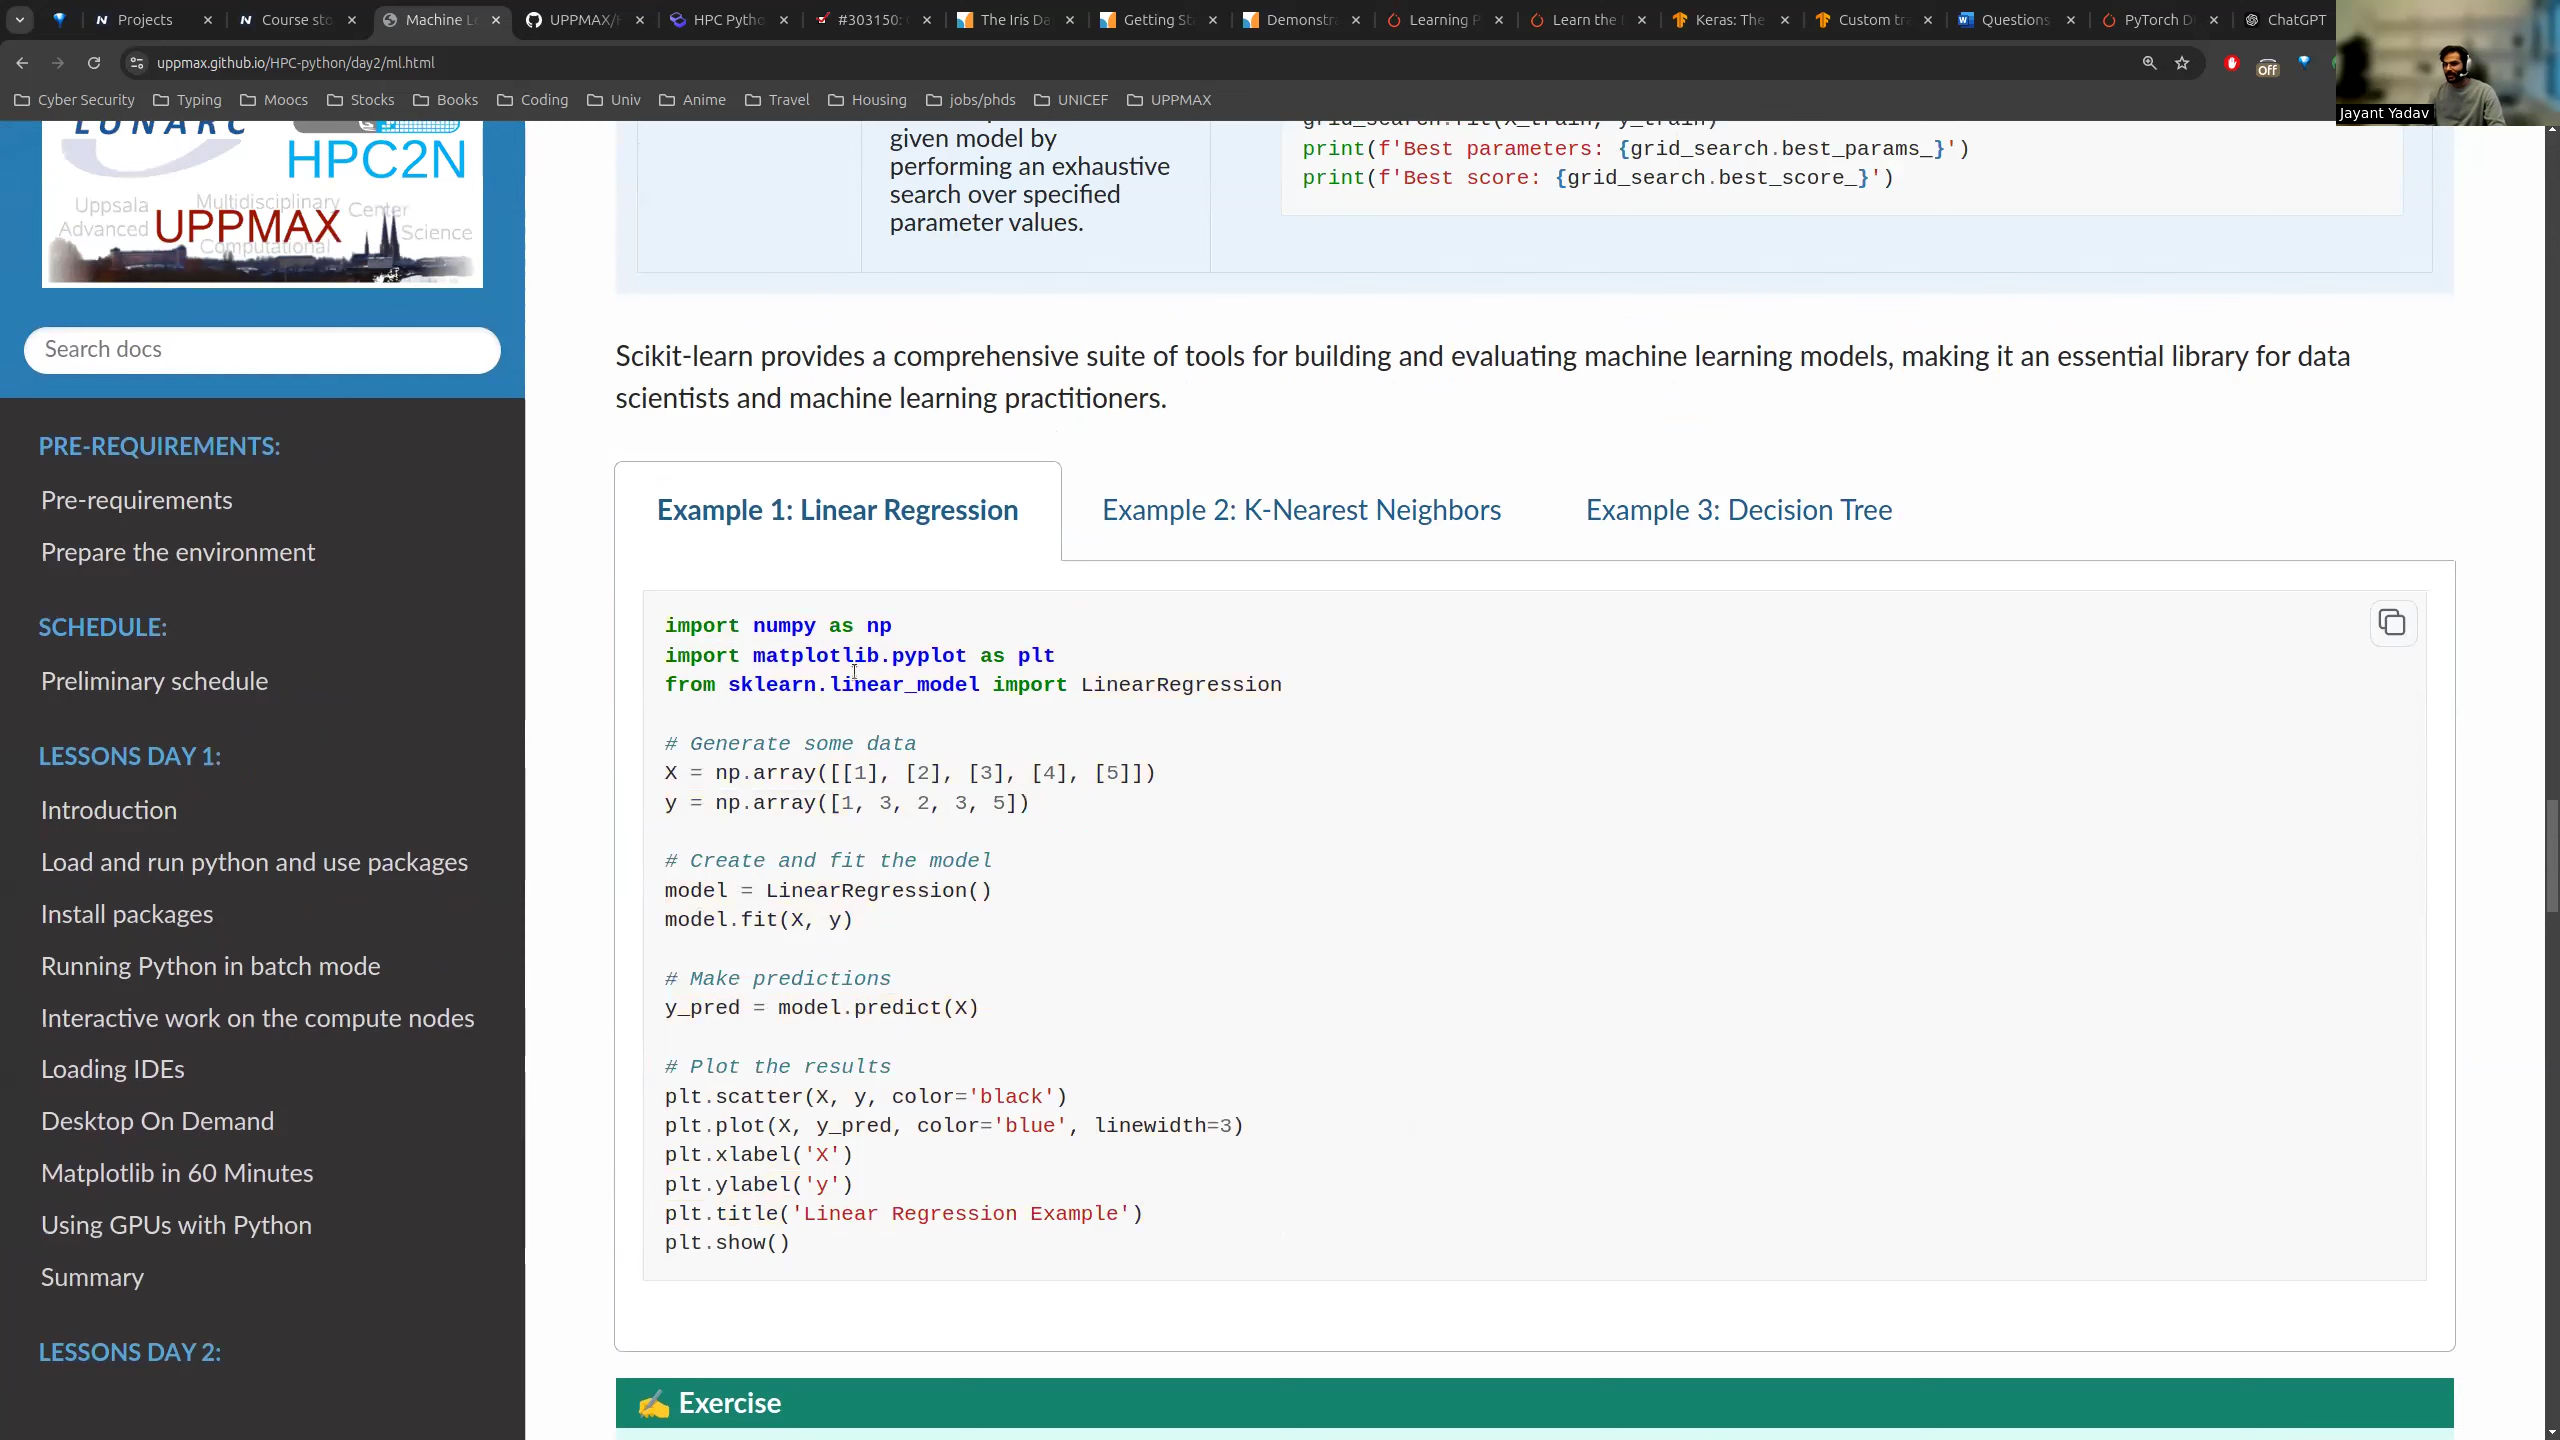 Projects
Course sto
Machine Le
UPPMAX/H
HPC Pytho
#303150:
The Iris Da
Getting St
Demonstra
Learning P
Learn the
Keras: The
Custom tra
Questions
PyTorch D
ChatGPT
uppmax.github.io/HPC-python/day2/ml.html
Off
Cyber Security
Typing
Moocs
Stocks
Books
Coding
Univ
Anime
Travel
Housing
jobs/phds
UNICEF
UPPMAX
Jayant Yadav
LUNARC
HPC2N
Uppsala Multidisciplinary Center
Advanced UPPMAX Science
Computational
Search docs
PRE-REQUIREMENTS:
Pre-requirements
Prepare the environment
SCHEDULE:
Preliminary schedule
LESSONS DAY 1:
Introduction
Load and run python and use packages
Install packages
Running Python in batch mode
Interactive work on the compute nodes
Loading IDEs
Desktop On Demand
Matplotlib in 60 Minutes
Using GPUs with Python
Summary
LESSONS DAY 2:
given model by
performing an exhaustive
search over specified
parameter values.
grid_search.fit(X_train, y_train)
print(f'Best parameters: {grid_search.best_params_}')
print(f'Best score: {grid_search.best_score_}')
Scikit-learn provides a comprehensive suite of tools for building and evaluating machine learning models, making it an essential library for data
scientists and machine learning practitioners.
Example 1: Linear Regression
Example 2: K-Nearest Neighbors
Example 3: Decision Tree
import numpy as np
import matplotlib.pyplot as plt
from sklearn.linear_model import LinearRegression
# Generate some data
X = np.array([[1], [2], [3], [4], [5]])
y = np.array([1, 3, 2, 3, 5])
# Create and fit the model
model = LinearRegression()
model.fit(X, y)
# Make predictions
y_pred = model.predict(X)
# Plot the results
plt.scatter(X, y, color='black')
plt.plot(X, y_pred, color='blue', linewidth=3)
plt.xlabel('X')
plt.ylabel('y')
plt.title('Linear Regression Example')
plt.show()
✍ Exercise